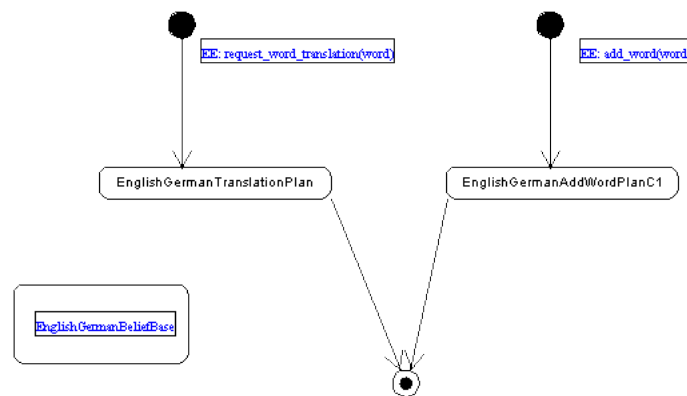 EE: request_word_translation(word)
EE: add_word(word
EnglishGermanTranslationPlan
EnglishGermanAddWordPlanC1
EnglishGermanBeliefBase